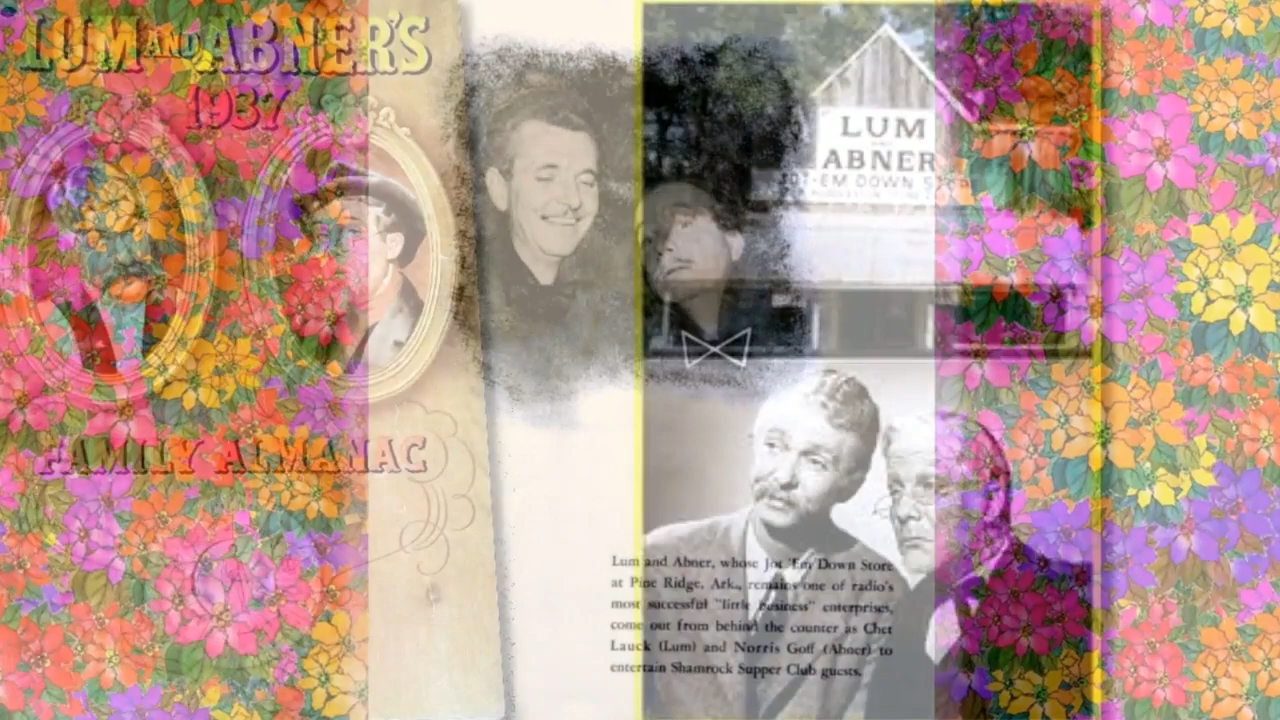 LUM AND ABNER'S
1937
FAMILY ALMANAC
LUM
ABNER
JOT-EM DOWN
Lum and Abner, whose Jot 'Em Down Store
at Pine Ridge, Ark., remains one of radio's
most successful "little business" enterprises,
come out from behind the counter as Chet
Lauck (Lum) and Norris Goff (Abner) to
entertain Shamrock Supper Club guests.